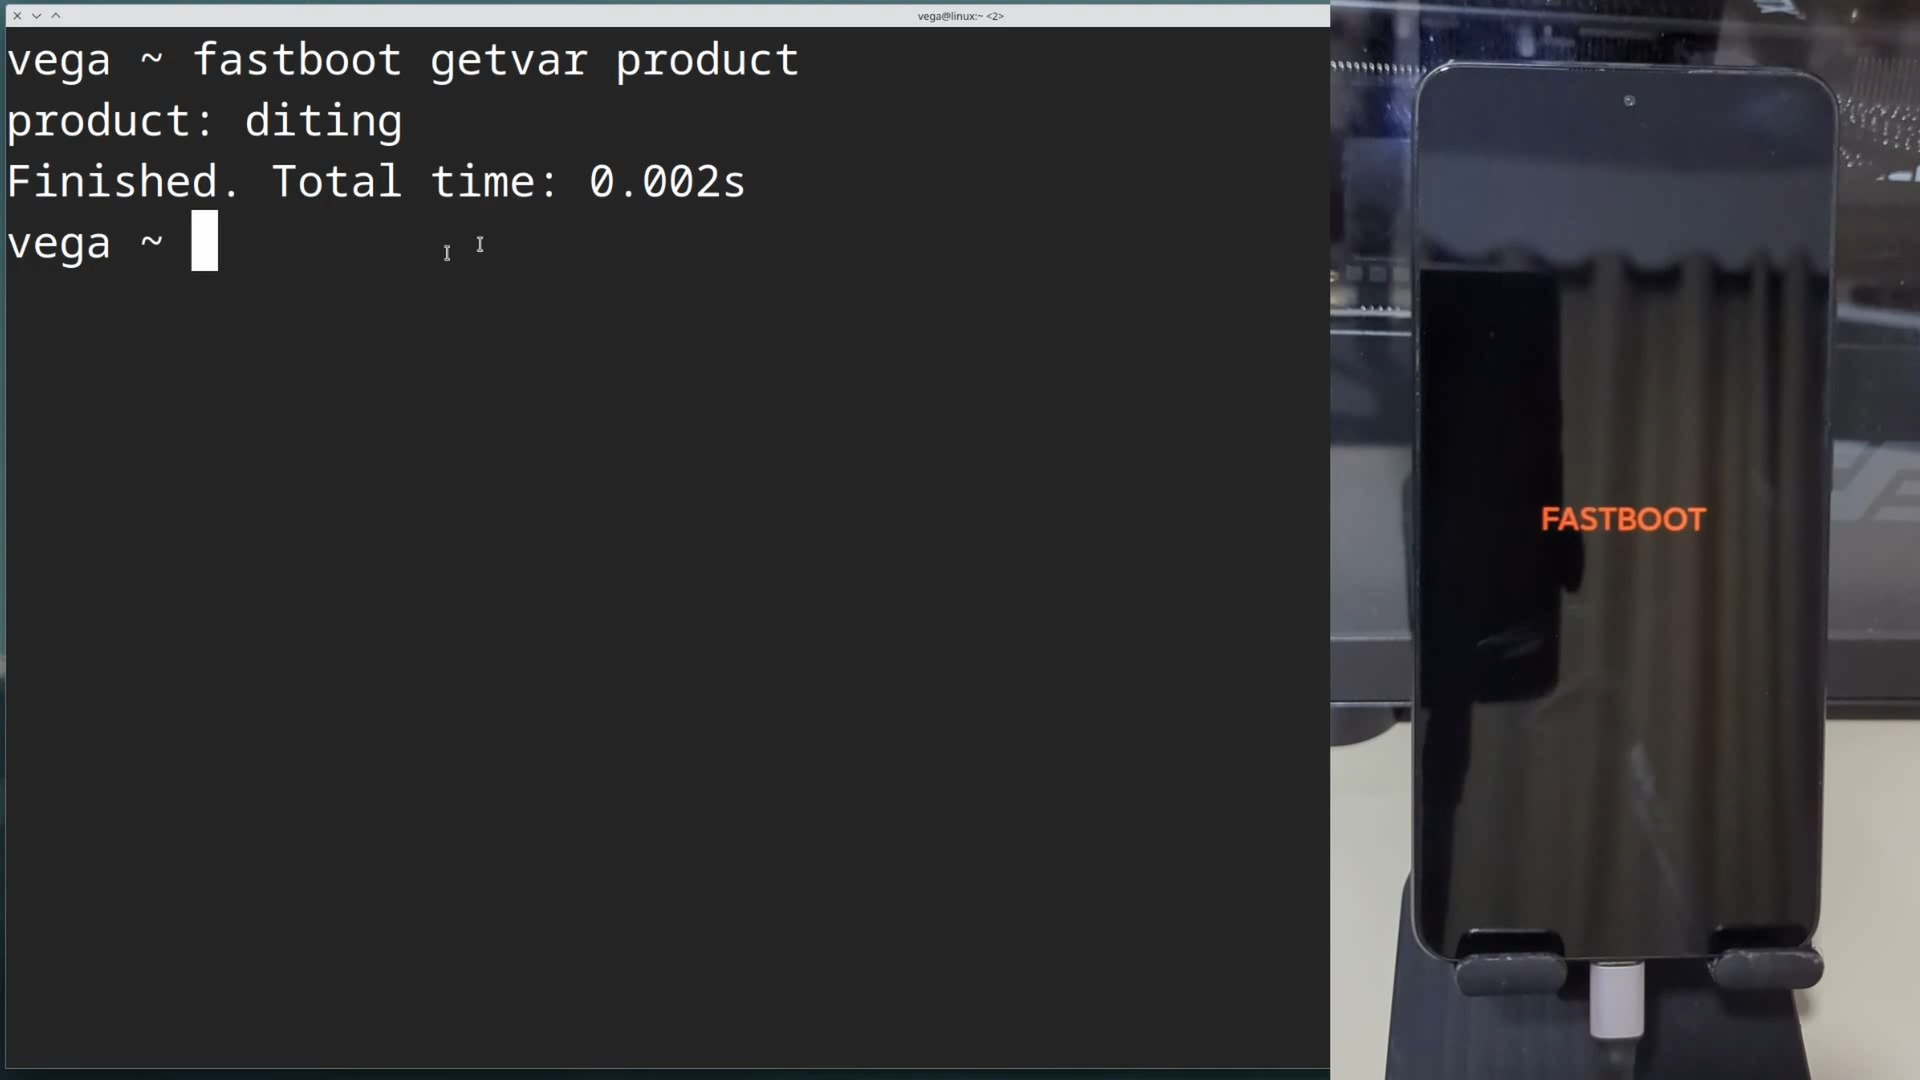 vega@linux:~ <2>
vega ~ fastboot getvar product
product: diting
Finished. Total time: 0.002s
vega ~
FASTBOOT